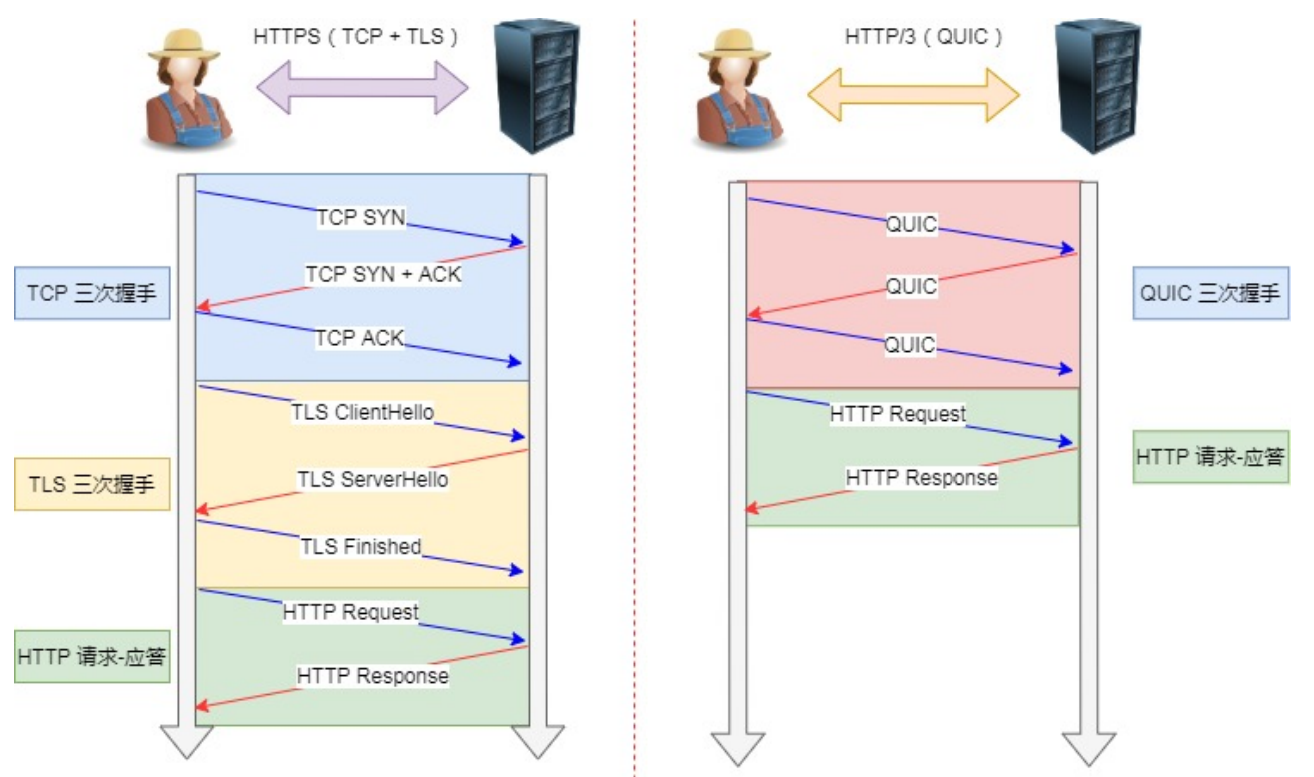 HTTPS（TCP + TLS）
TCP 三次握手
TCP SYN
TCP SYN + ACK
TCP ACK
TLS 三次握手
TLS ClientHello
TLS ServerHello
TLS Finished
HTTP 请求-应答
HTTP Request
HTTP Response
HTTP/3（QUIC）
QUIC
QUIC
QUIC
QUIC 三次握手
HTTP Request
HTTP Response
HTTP 请求-应答